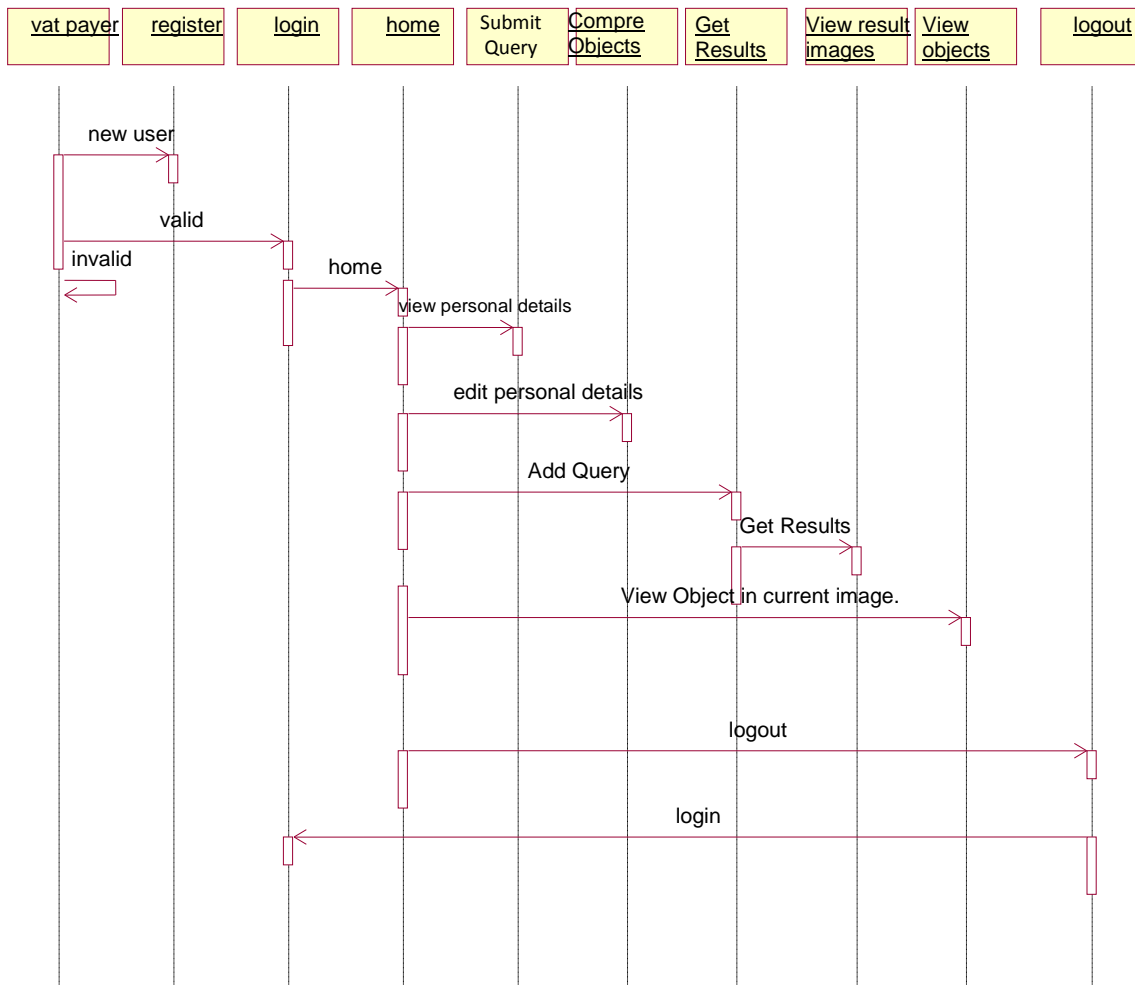 vat payer
register
login
home
Submit
Query
Compre
Objects
Get
Results
View result
images
View
objects
logout
new user
valid
invalid
home
view personal details
edit personal details
Add Query
Get Results
View Object in current image.
logout
login